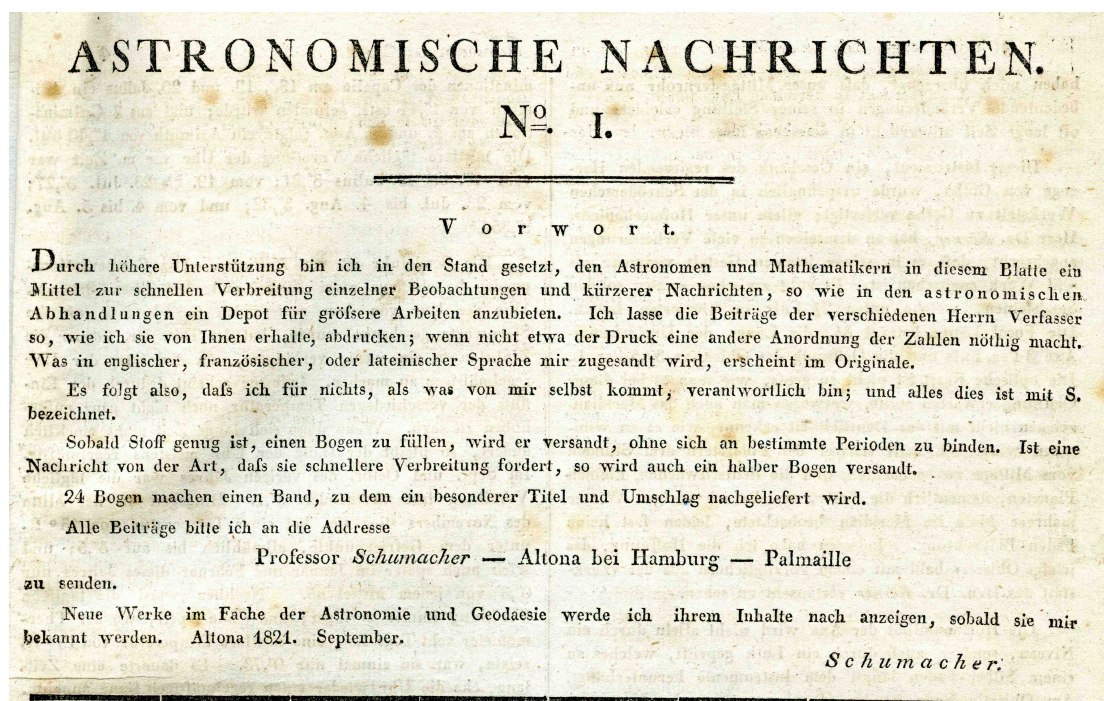 ASTRONOMISCHE NACHRICHTEN.
Nº. I.
Vorwort.
Durch höhere Unterstützung bin ich in den Stand gesetzt, den Astronomen und Mathematikern in diesem Blatte ein
Mittel zur schnellen Verbreitung einzelner Beobachtungen und kürzerer Nachrichten, so wie in den astronomischen
Abhandlungen ein Depot für gröfsere Arbeiten anzubieten. Ich lasse die Beiträge der verschiedenen Herrn Verfasser
so, wie ich sie von Ihnen erhalte, abdrucken; wenn nicht etwa der Druck eine andere Anordnung der Zahlen nöthig macht.
Was in englischer, französischer, oder lateinischer Sprache mir zugesandt wird, erscheint im Originale.
Es folgt also, dafs ich für nichts, als was von mir selbst kommt, verantwortlich bin; und alles dies ist mit S.
bezeichnet.
Sobald Stoff genug ist, einen Bogen zu füllen, wird er versandt, ohne sich an bestimmte Perioden zu binden. Ist eine
Nachricht von der Art, dafs sie schnellere Verbreitung fordert, so wird auch ein halber Bogen versandt.
24 Bogen machen einen Band, zu dem ein besonderer Titel und Umschlag nachgeliefert wird.
Alle Beiträge bitte ich an die Addresse
Professor Schumacher — Altona bei Hamburg — Palmaille
zu senden.
Neue Werke im Fache der Astronomie und Geodaesie werde ich ihrem Inhalte nach anzeigen, sobald sie mir
bekannt werden. Altona 1821. September.
Schumacher.